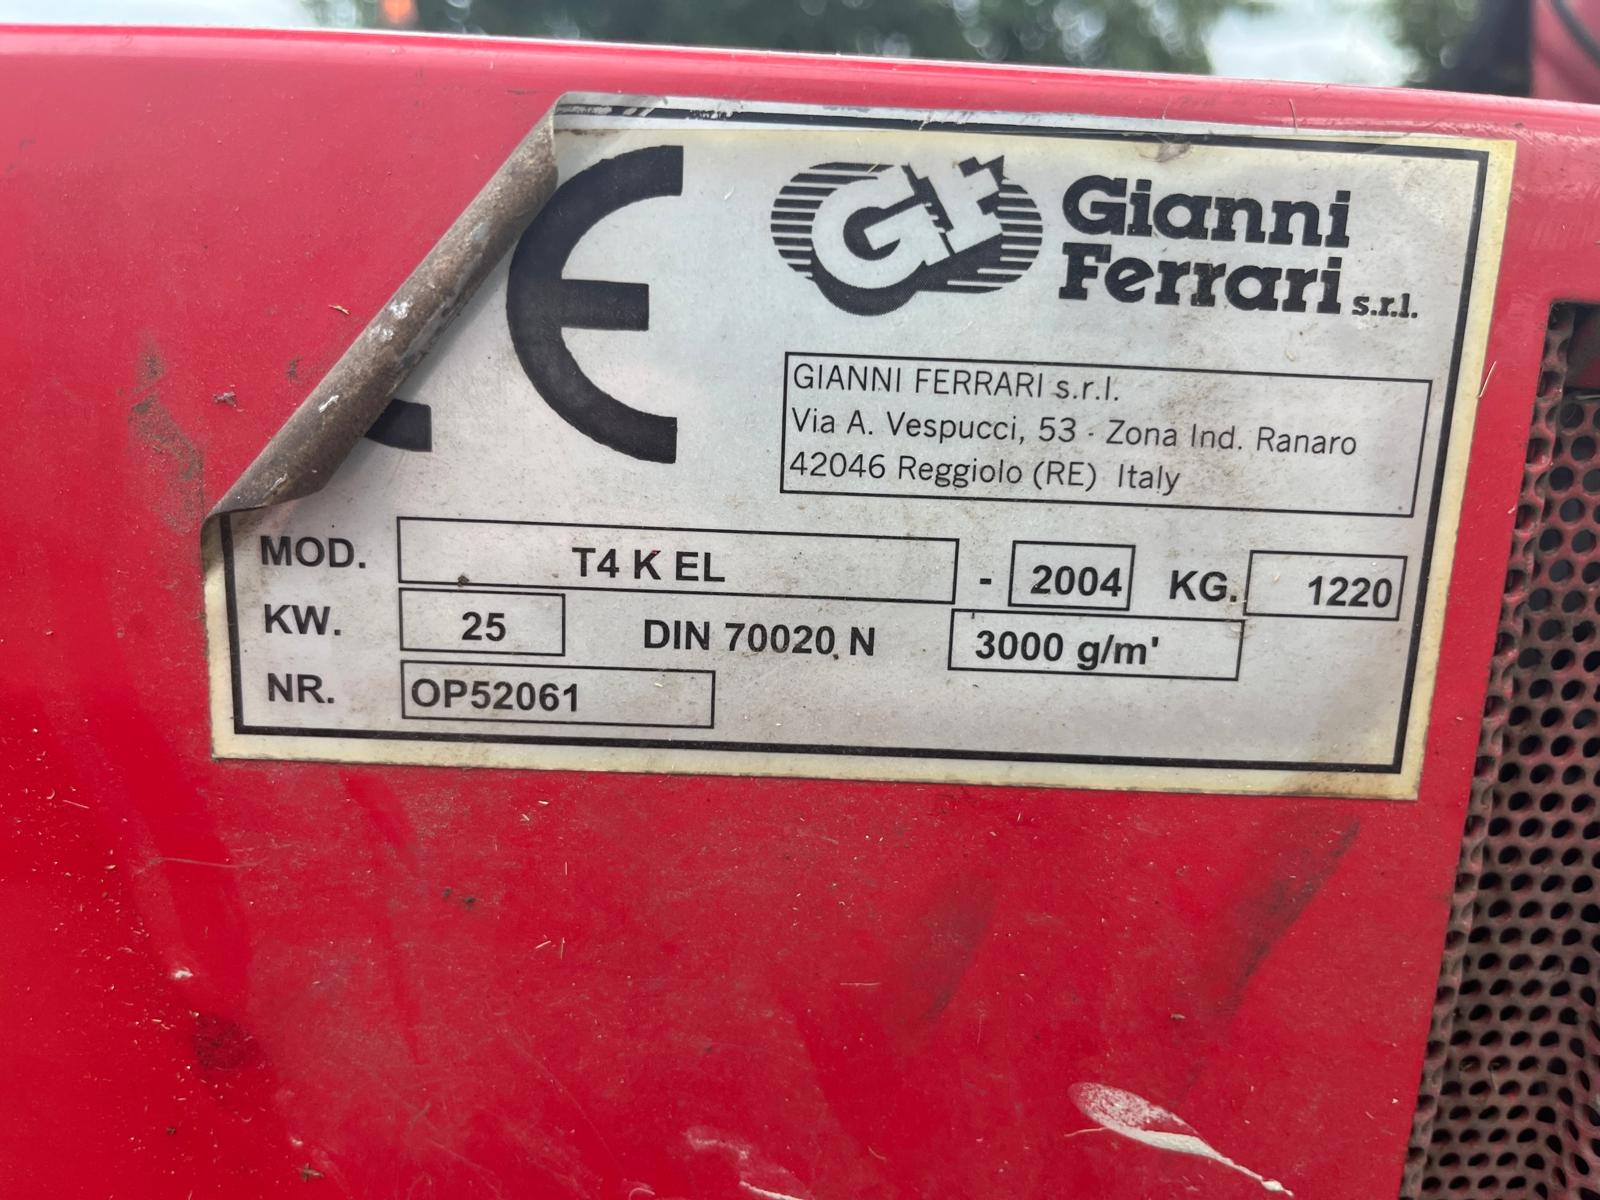 CE
GF
Gianni
Ferrari s.r.l.
GIANNI FERRARI s.r.l.
Via A. Vespucci, 53 - Zona Ind. Ranaro
42046 Reggiolo (RE) Italy
MOD. T4 K EL - 2004 KG. 1220
KW. 25 DIN 70020 N 3000 g/m'
NR. OP52061